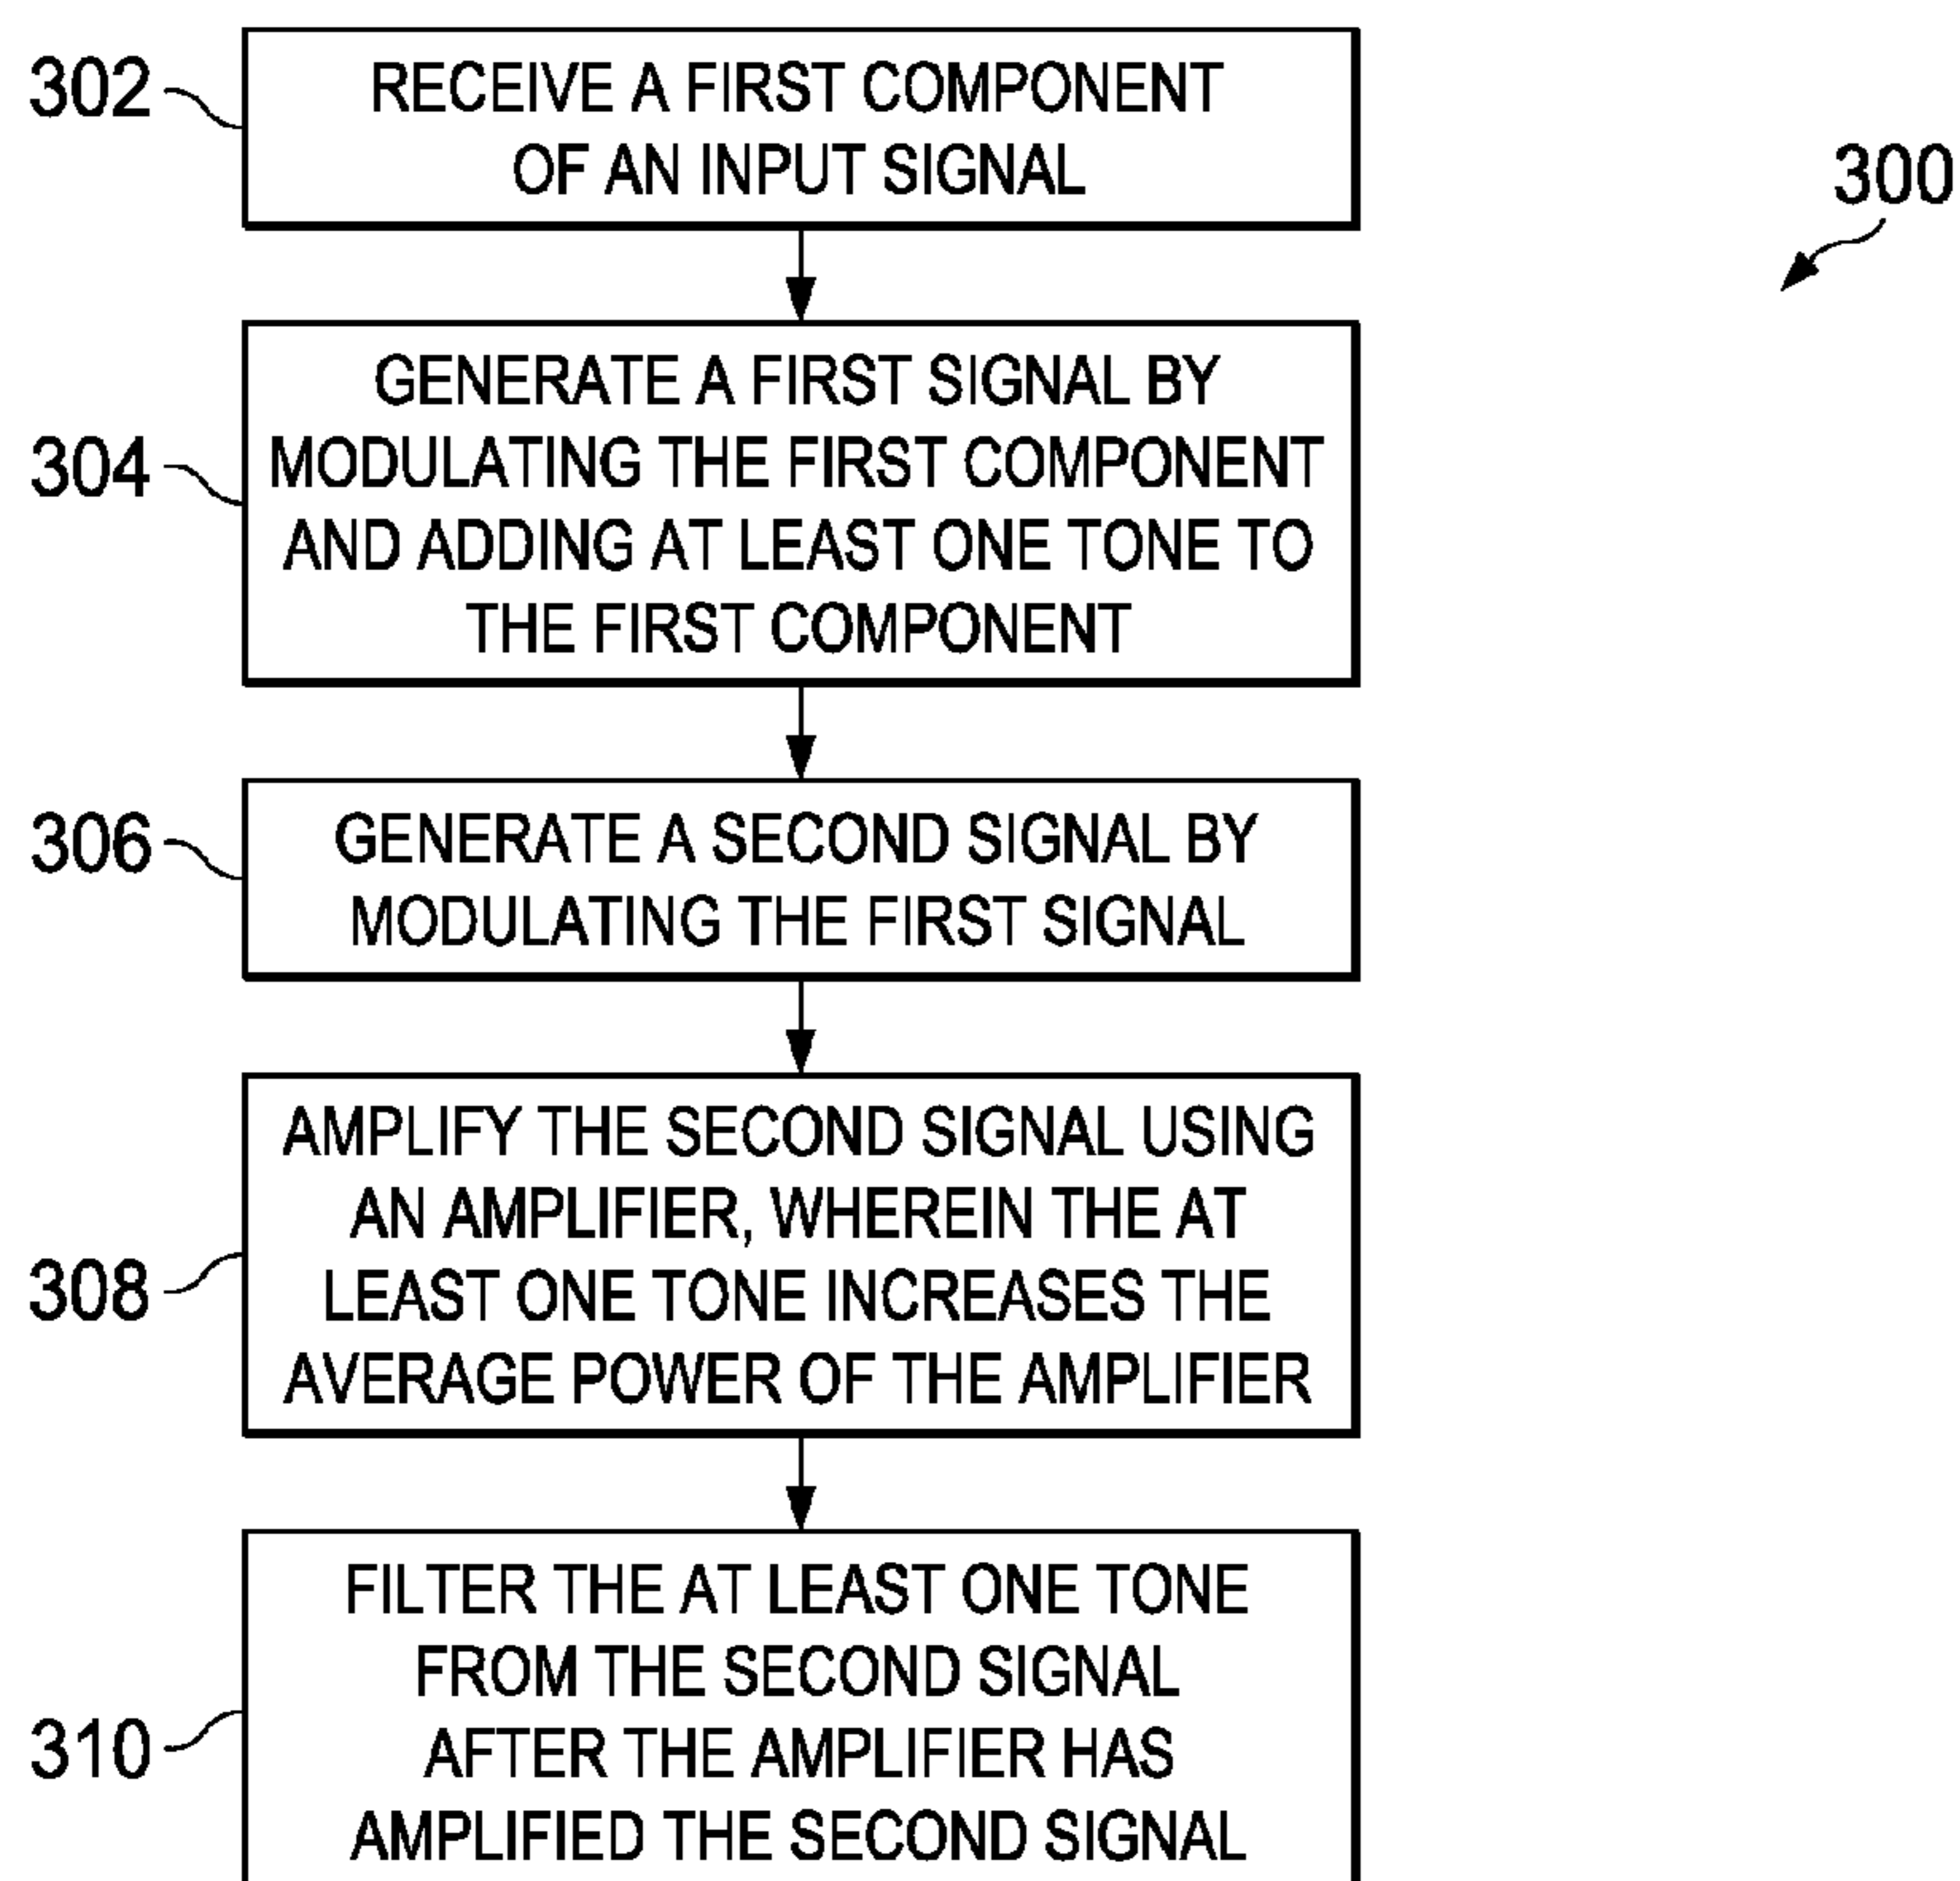 302
RECEIVE A FIRST COMPONENT
OF AN INPUT SIGNAL
300
304
GENERATE A FIRST SIGNAL BY
MODULATING THE FIRST COMPONENT
AND ADDING AT LEAST ONE TONE TO
THE FIRST COMPONENT
306
GENERATE A SECOND SIGNAL BY
MODULATING THE FIRST SIGNAL
308
AMPLIFY THE SECOND SIGNAL USING
AN AMPLIFIER, WHEREIN THE AT
LEAST ONE TONE INCREASES THE
AVERAGE POWER OF THE AMPLIFIER
310
FILTER THE AT LEAST ONE TONE
FROM THE SECOND SIGNAL
AFTER THE AMPLIFIER HAS
AMPLIFIED THE SECOND SIGNAL